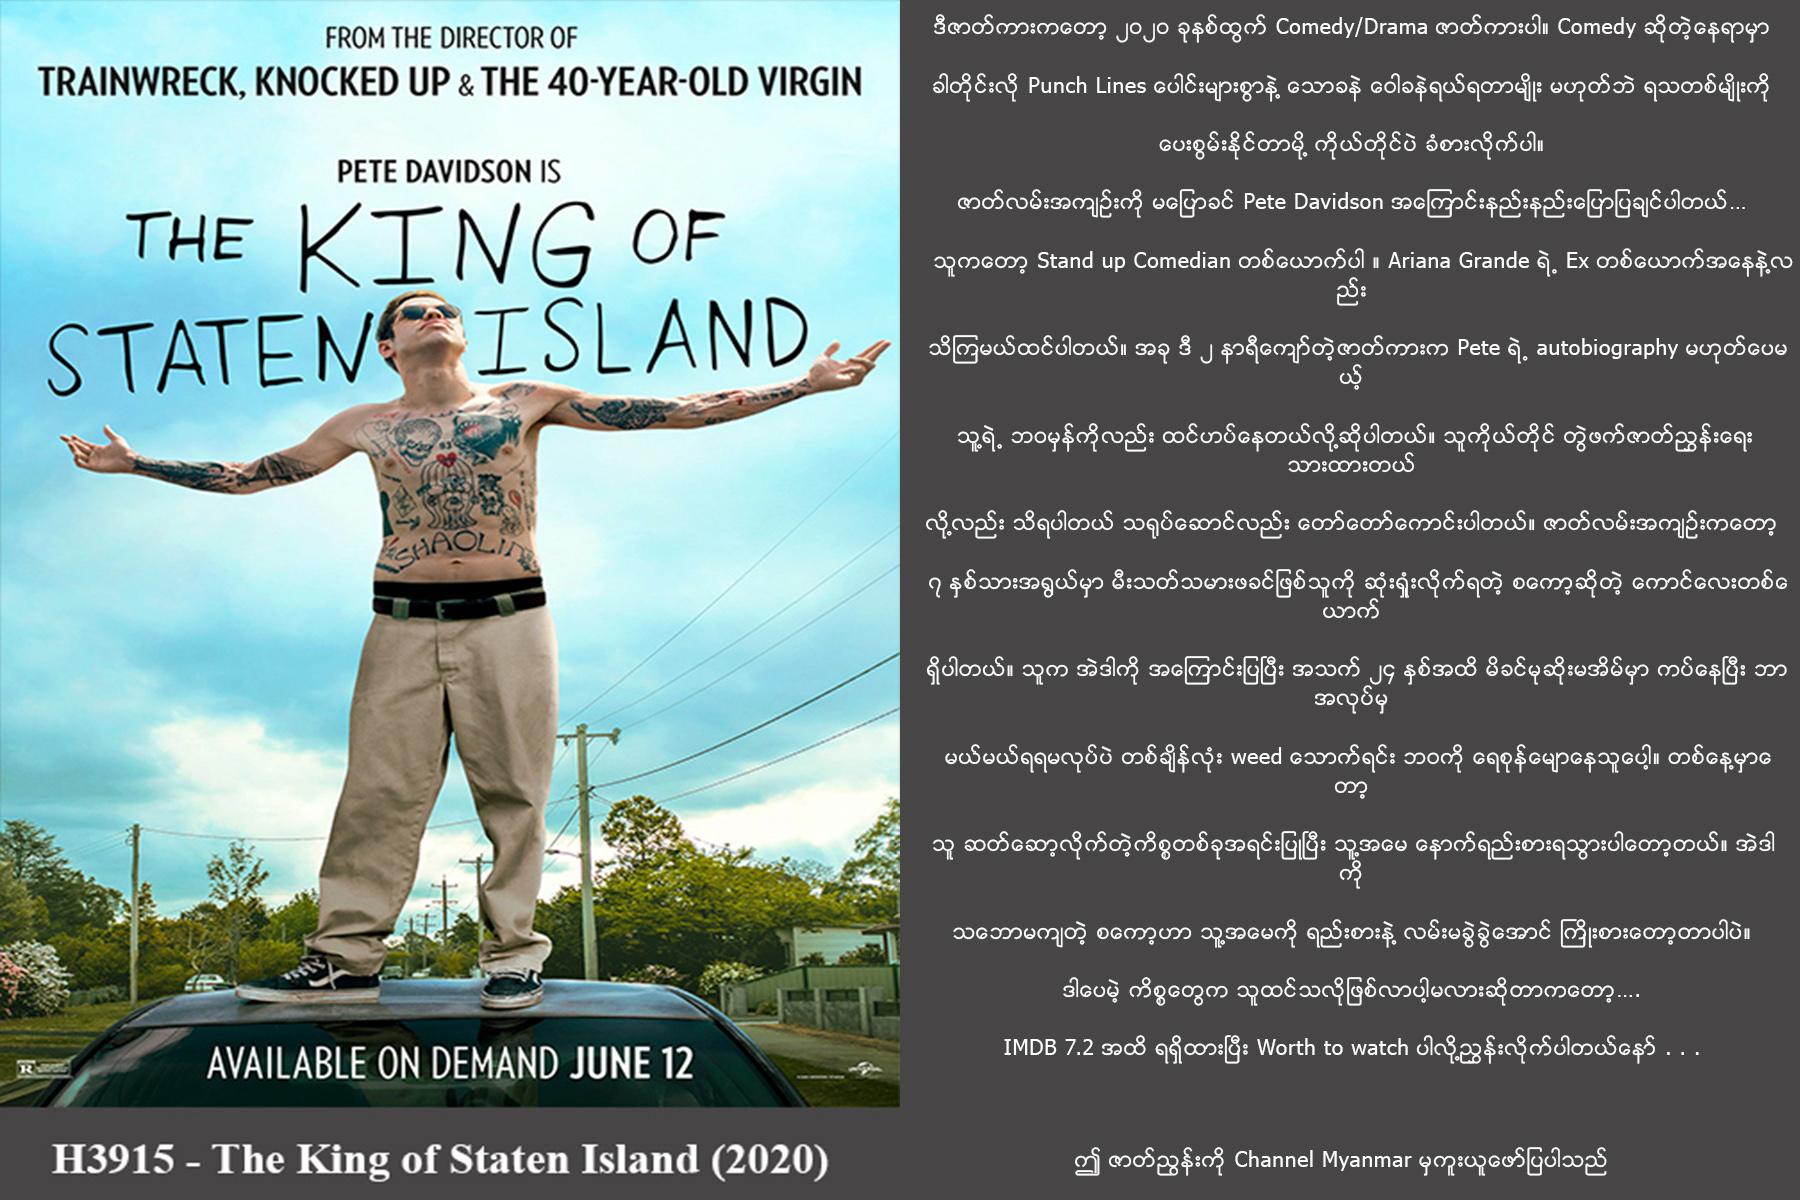 FROM THE DIRECTOR OF
TRAINWRECK, KNOCKED UP & THE 40-YEAR-OLD VIRGIN
PETE DAVIDSON IS
THE KING OF
STATEN ISLAND
SHAOLIN
AVAILABLE ON DEMAND JUNE 12
H3915 - The King of Staten Island (2020)
ဒီဇာတ်ကားကတော့ ၂၀၂၀ ခုနှစ်ထွက် Comedy/Drama ဇာတ်ကားပါ။ Comedy ဆိုတဲ့နေရာမှာ
ခါတိုင်းလို Punch Lines ပေါင်းများစွာနဲ့ သောခနဲ ဝေါခနဲရယ်ရတာမျိုး မဟုတ်ဘဲ ရသတစ်မျိုးကို
ပေးစွမ်းနိုင်တာမို့ ကိုယ်တိုင်ပဲ ခံစားလိုက်ပါ။
ဇာတ်လမ်းအကျဉ်းကို မပြောခင် Pete Davidson အကြောင်းနည်းနည်းပြောပြချင်ပါတယ်...
သူကတော့ Stand up Comedian တစ်ယောက်ပါ ။ Ariana Grande ရဲ့ Ex တစ်ယောက်အနေနဲ့လ
ည်း
သိကြမယ်ထင်ပါတယ်။ အခု ဒီ ၂ နာရီကျော်တဲ့ဇာတ်ကားက Pete ရဲ့ autobiography မဟုတ်ပေမ
ယ့်
သူ့ရဲ့ ဘဝမှန်ကိုလည်း ထင်ဟပ်နေတယ်လို့ဆိုပါတယ်။ သူကိုယ်တိုင် တွဲဖက်ဇာတ်ညွှန်းရေး
သားထားတယ်
လို့လည်း သိရပါတယ် သရုပ်ဆောင်လည်း တော်တော်ကောင်းပါတယ်။ ဇာတ်လမ်းအကျဉ်းကတော့
၇ နှစ်သားအရွယ်မှာ မီးသတ်သမားဖခင်ဖြစ်သူကို ဆုံးရှုံးလိုက်ရတဲ့ စကော့ဆိုတဲ့ ကောင်လေးတစ်ေ
ယာက်
ရှိပါတယ်။ သူက အဲဒါကို အကြောင်းပြပြီး အသက် ၂၄ နှစ်အထိ မိခင်မုဆိုးမအိမ်မှာ ကပ်နေပြီး ဘာ
အလုပ်မှ
မယ်မယ်ရရမလုပ်ပဲ တစ်ချိန်လုံး weed သောက်ရင်း ဘဝကို ရေစုန်မျောနေသူပေါ့။ တစ်နေ့မှာေ
တာ့
သူ ဆတ်ဆော့လိုက်တဲ့ကိစ္စတစ်ခုအရင်းပြုပြီး သူ့အမေ နောက်ရည်းစားရသွားပါတော့တယ်။ အဲဒါ
ကို
သဘောမကျတဲ့ စကော့ဟာ သူ့အမေကို ရည်းစားနဲ့ လမ်းမခွဲခွဲအောင် ကြိုးစားတော့တာပါပဲ။
ဒါပေမဲ့ ကိစ္စတွေက သူထင်သလိုဖြစ်လာပါ့မလားဆိုတာကတော့....
IMDB 7.2 အထိ ရရှိထားပြီး Worth to watch ပါလို့ညွှန်းလိုက်ပါတယ်နော် . . .
ဤ ဇာတ်ညွှန်းကို Channel Myanmar မှကူးယူဖော်ပြပါသည်